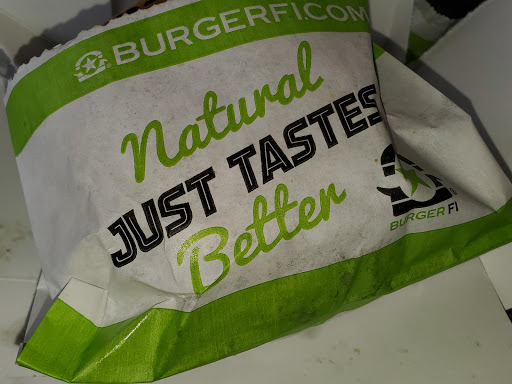 BURGERFI.COM
Natural
JUST TASTES
Better
BURGERFI